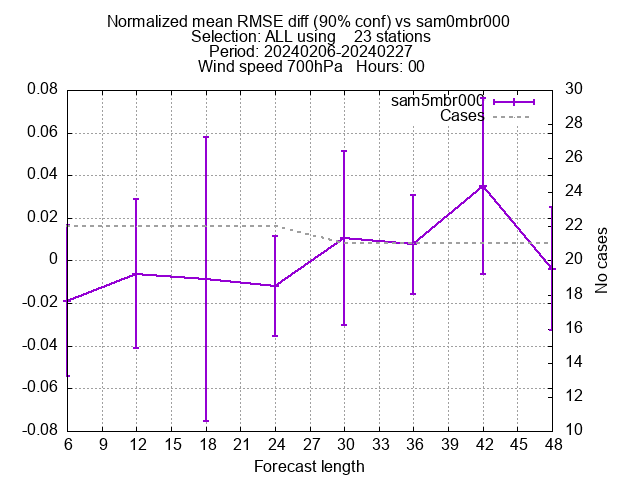 Normalized mean RMSE diff (90% conf) vs sam0mbr000
Selection: ALL using    23 stations
Period: 20240206-20240227
Wind speed 700hPa   Hours: 00
0.08
0.06
0.04
0.02
0
-0.02
-0.04
-0.06
-0.08
sam5mbr000
Cases
30
28
26
24
22
20
18
16
14
12
10
No cases
6 9 12 15 18 21 24 27 30 33 36 39 42 45 48
Forecast length